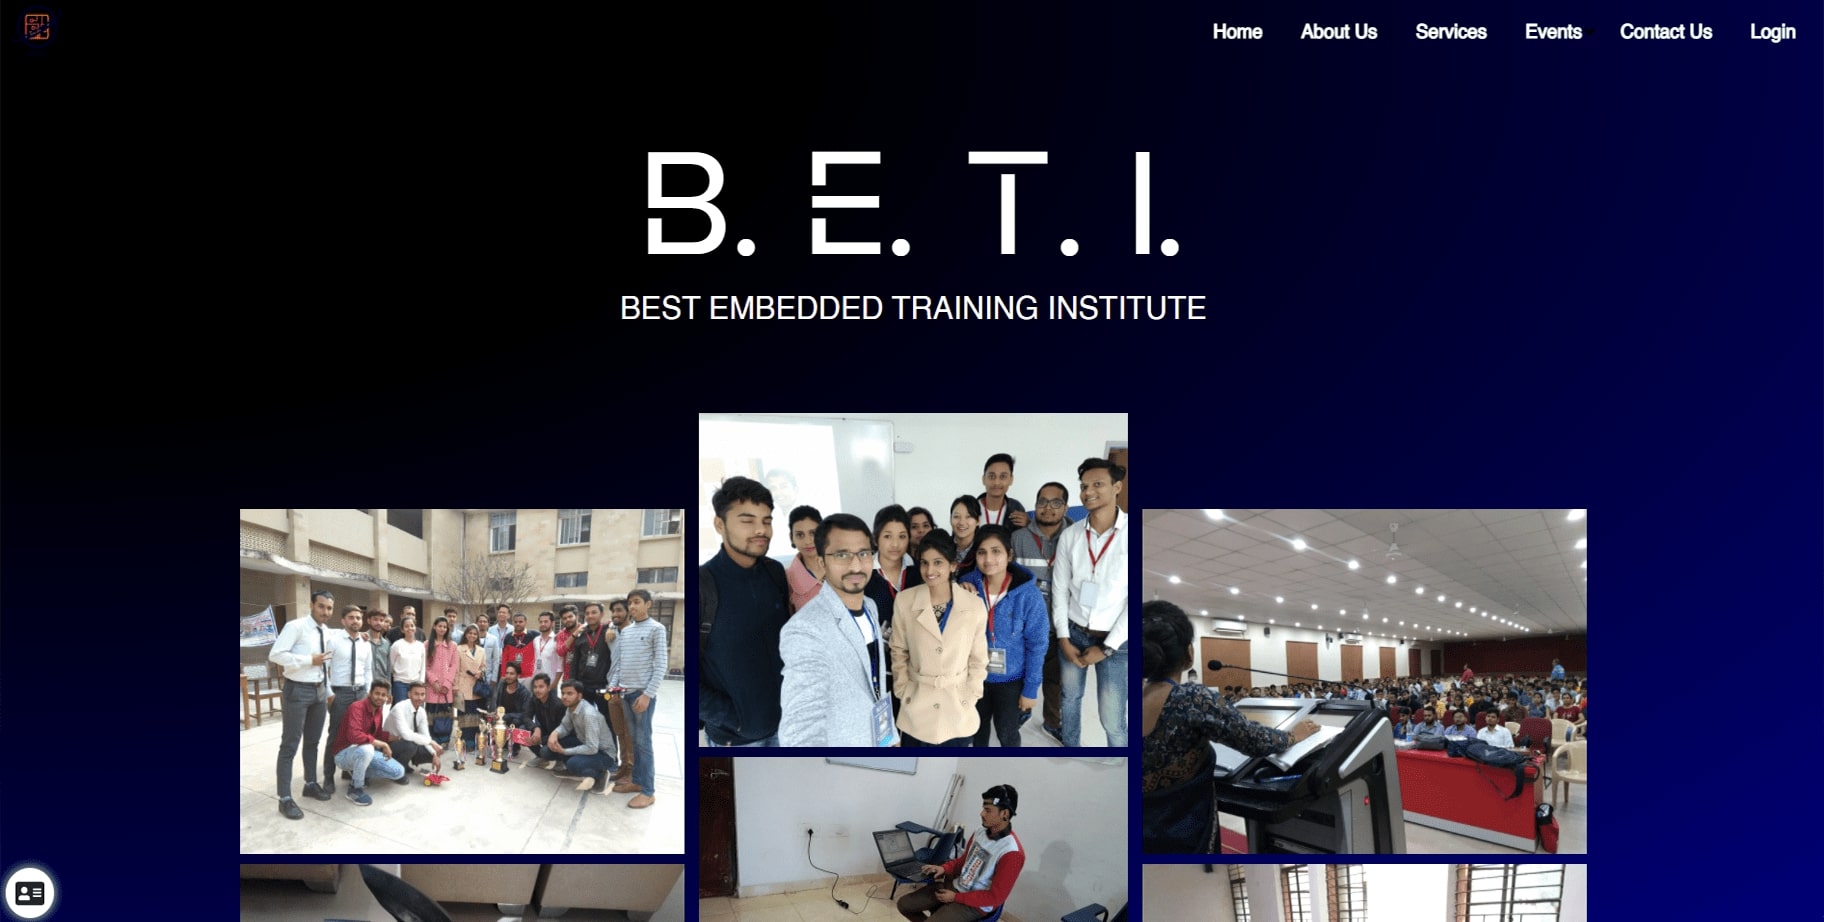 Home About Us Services Events Contact Us Login
B. E. T. I.
BEST EMBEDDED TRAINING INSTITUTE